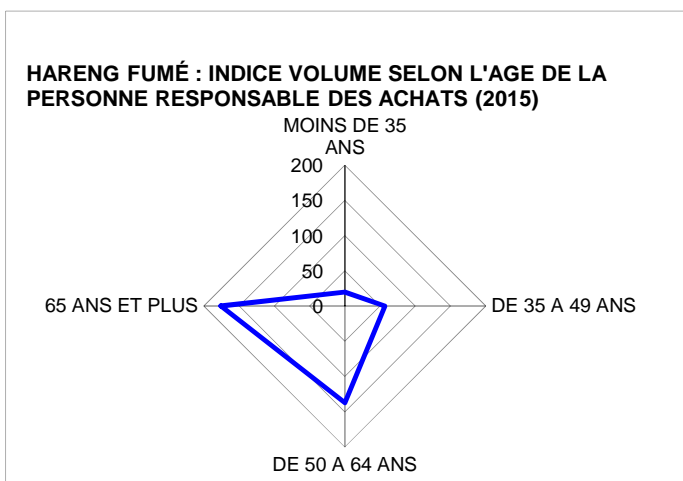 HARENG FUMÉ : INDICE VOLUME SELON L'AGE DE LA
PERSONNE RESPONSABLE DES ACHATS (2015)
MOINS DE 35
ANS
200
150
100
50
65 ANS ET PLUS
0
DE 35 A 49 ANS
DE 50 A 64 ANS